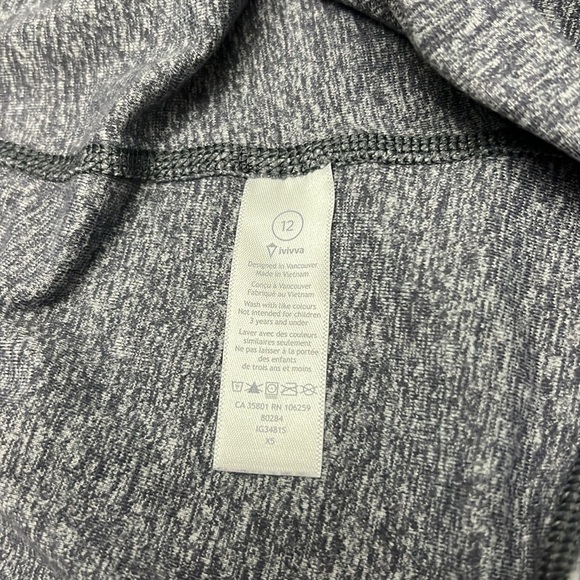 12
ivivva
Designed in Vancouver
Made in Vietnam
Conçu à Vancouver
Fabriqué au Vietnam
Wash with like colours
Not intended for children
3 years and under
Laver avec des couleurs
similaires seulement
Ne pas laisser à la portée
des enfants
de trois ans et moins
CA 35801 RN 106259
80284
IG34815
X5